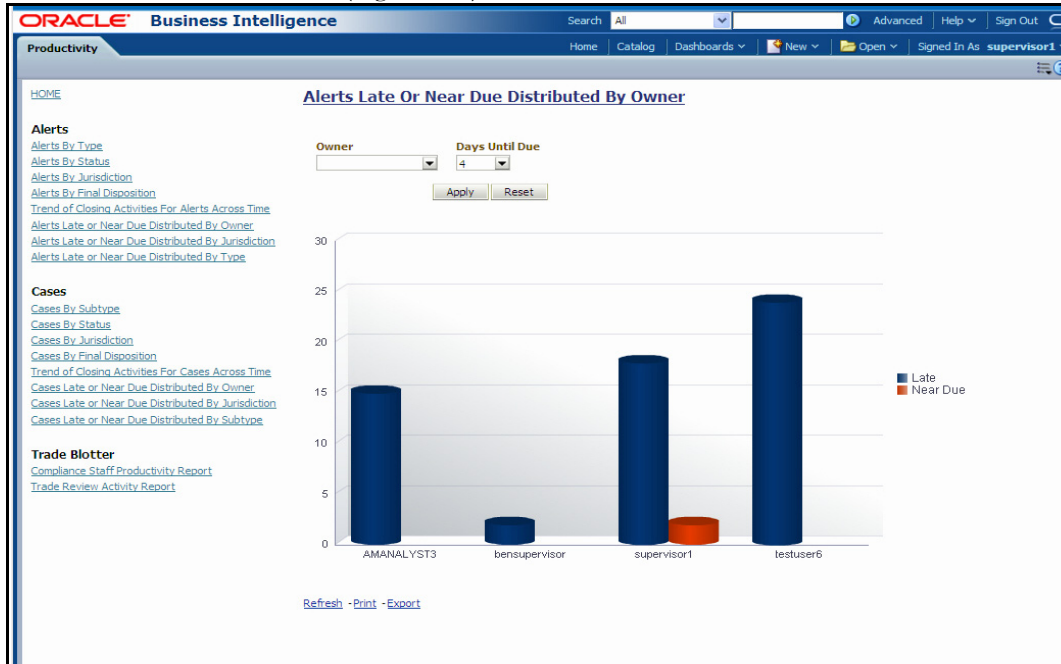 ORACLE Business Intelligence
Search All Advanced Help Sign Out
Productivity
Home Catalog Dashboards New Open Signed In As supervisor1
HOME
Alerts
Alerts By Type
Alerts By Status
Alerts By Jurisdiction
Alerts By Final Disposition
Trend of Closing Activities For Alerts Across Time
Alerts Late or Near Due Distributed By Owner
Alerts Late or Near Due Distributed By Jurisdiction
Alerts Late or Near Due Distributed By Type
Cases
Cases By Subtype
Cases By Status
Cases By Jurisdiction
Cases By Final Disposition
Trend of Closing Activities For Cases Across Time
Cases Late or Near Due Distributed By Owner
Cases Late or Near Due Distributed By Jurisdiction
Cases Late or Near Due Distributed By Subtype
Trade Blotter
Compliance Staff Productivity Report
Trade Review Activity Report
Alerts Late Or Near Due Distributed By Owner
Owner Days Until Due
4
Apply Reset
30
25
20
15
10
5
0
AMANALYST3 bensupervisor supervisor1 testuser6
Late
Near Due
Refresh - Print - Export